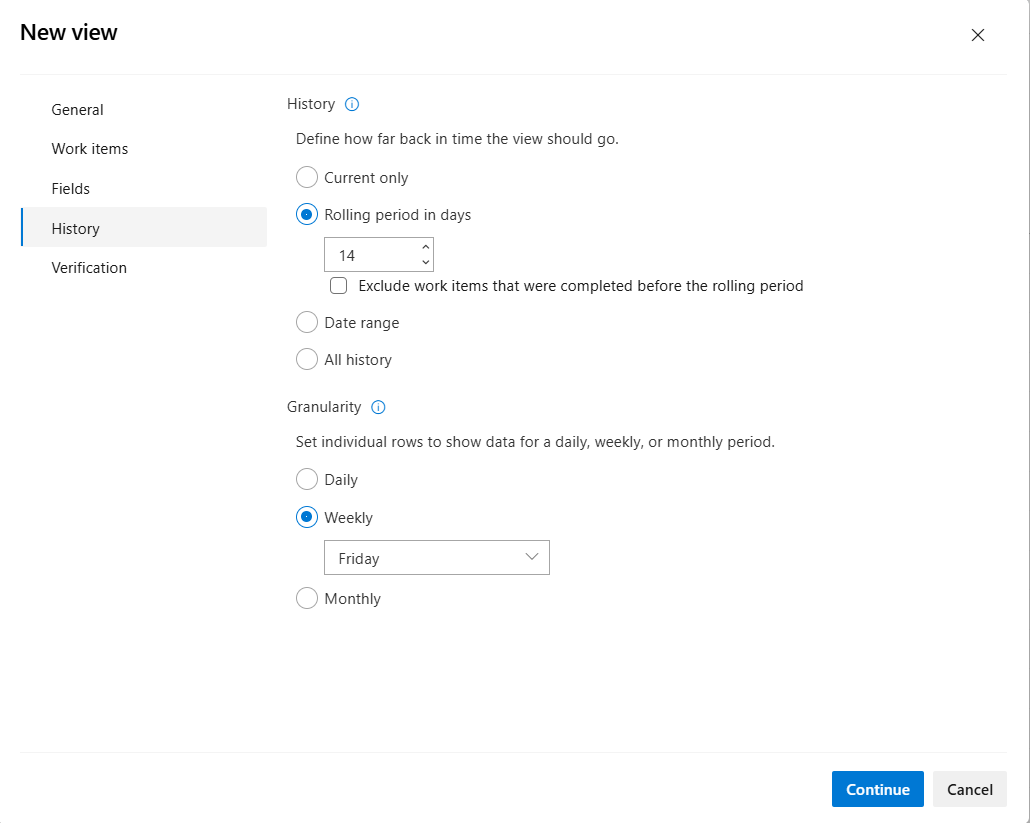 New view
General
Work items
Fields
History
Verification
History
Define how far back in time the view should go.
Current only
Rolling period in days
14
Exclude work items that were completed before the rolling period
Date range
All history
Granularity
Set individual rows to show data for a daily, weekly, or monthly period.
Daily
Weekly
Friday
Monthly
Continue
Cancel